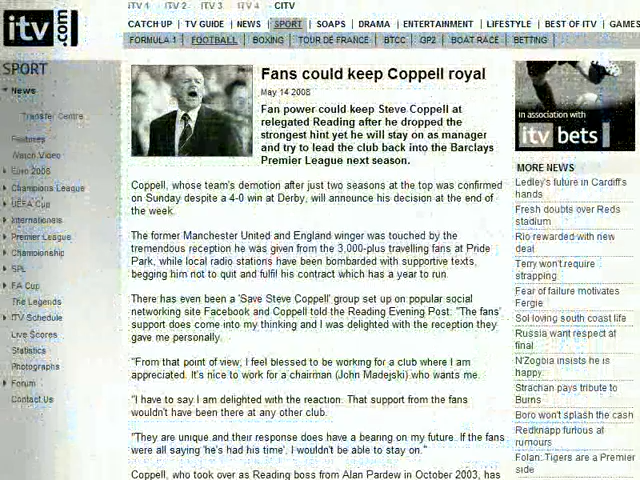 ITV 1 ITV 2 ITV 3 ITV 4 CITV
itv.com
CATCH UP | TV GUIDE | NEWS | SPORT | SOAPS | DRAMA | ENTERTAINMENT | LIFESTYLE | BEST OF ITV | GAMES
FORMULA 1 | FOOTBALL | BOXING | TOUR DE FRANCE | BTCC | GP2 | BOAT RACE | BETTING |
SPORT
News
Transfer Centre
Features
Watch Video
Euro 2008
Champions League
UEFA Cup
Internationals
Premier League
Championship
SPL
FA Cup
The Legends
ITV Schedule
Live Scores
Statistics
Photographs
Forum
Contact Us
Fans could keep Coppell royal
May 14 2008
Fan power could keep Steve Coppell at
relegated Reading after he dropped the
strongest hint yet he will stay on as manager
and try to lead the club back into the Barclays
Premier League next season.
Coppell, whose team's demotion after just two seasons at the top was confirmed
on Sunday despite a 4-0 win at Derby, will announce his decision at the end of
the week.
The former Manchester United and England winger was touched by the
tremendous reception he was given from the 3,000-plus travelling fans at Pride
Park, while local radio stations have been bombarded with supportive texts,
begging him not to quit and fulfil his contract which has a year to run.
There has even been a 'Save Steve Coppell' group set up on popular social
networking site Facebook and Coppell told the Reading Evening Post: "The fans'
support does come into my thinking and I was delighted with the reception they
gave me personally.
"From that point of view, I feel blessed to be working for a club where I am
appreciated. It's nice to work for a chairman (John Madejski) who wants me.
"I have to say I am delighted with the reaction. That support from the fans
wouldn't have been there at any other club.
"They are unique and their response does have a bearing on my future. If the fans
were all saying 'he's had his time', I wouldn't be able to stay on."
Coppell, who took over as Reading boss from Alan Pardew in October 2003, has
in association with
itv bets
MORE NEWS
Ledley's future in Cardiff's
hands
Fresh doubts over Reds
stadium
Rio rewarded with new
deal
Terry won't require
strapping
Fear of failure motivates
Fergie
Sol loving south coast life
Russia want respect at
final
N'Zogbia insists he is
happy
Strachan pays tribute to
Burns
Boro won't splash the cash
Redknapp furious at
rumours
Folan: Tigers are a Premier
side